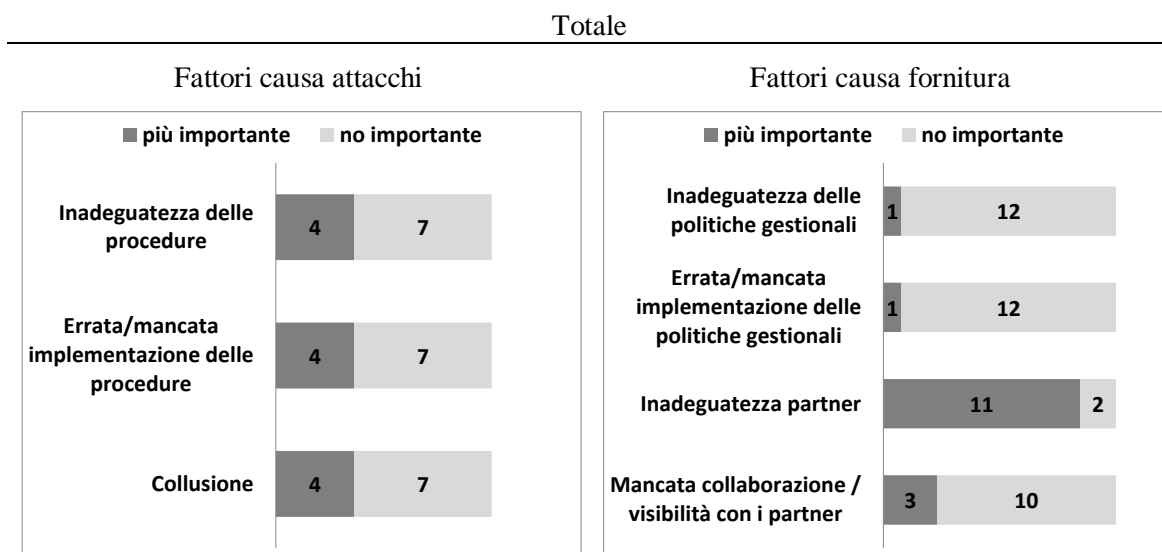 Totale
Fattori causa attacchi
più importante no importante
Inadeguatezza delle
procedure
4 7
Errata/mancata
implementazione delle
procedure
4 7
Collusione
4 7
Fattori causa fornitura
più importante no importante
Inadeguatezza delle
politiche gestionali
1 12
Errata/mancata
implementazione delle
politiche gestionali
1 12
Inadeguatezza partner
11 2
Mancata collaborazione /
visibilità con i partner
3 10